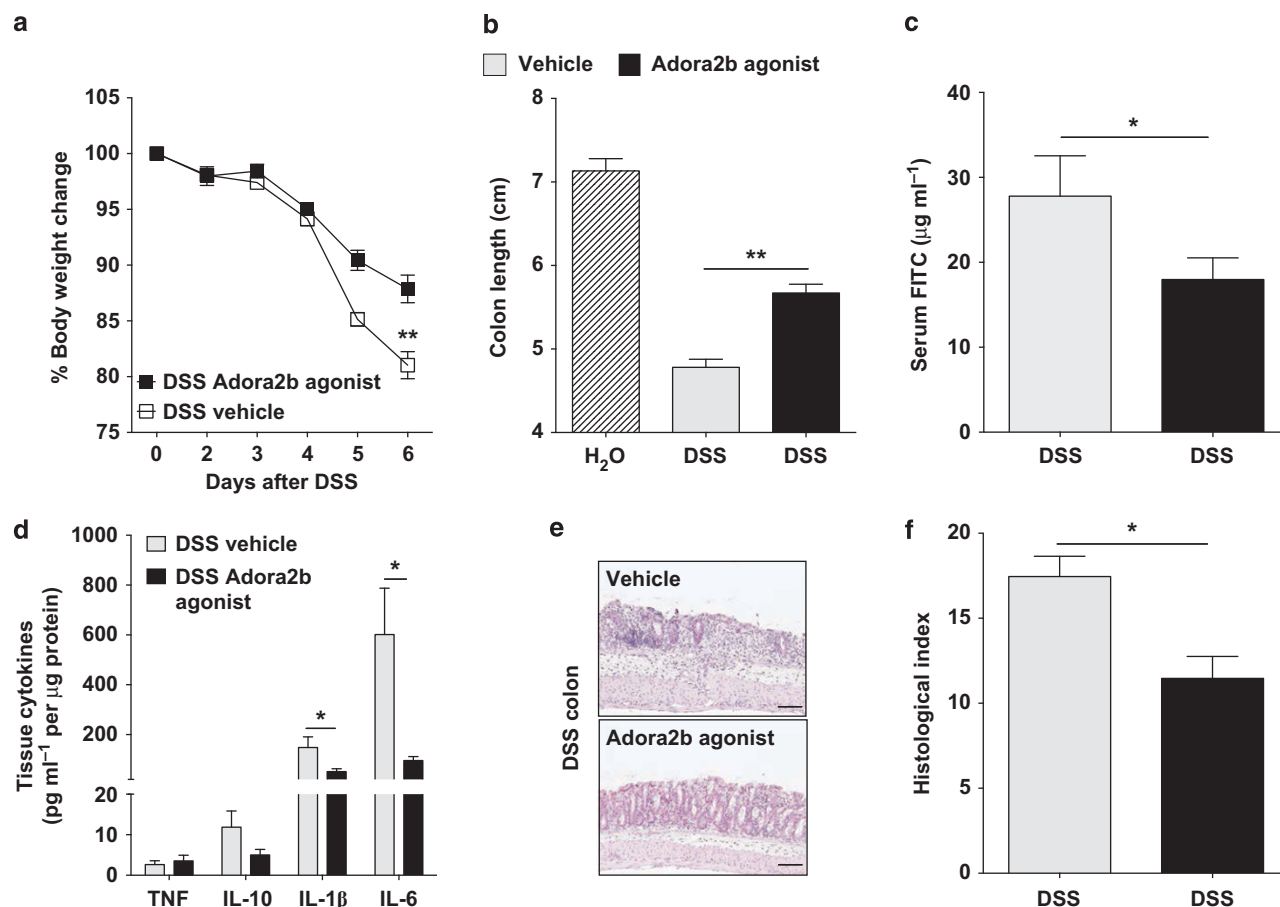 a
105
100
95
90
85
80
75
% Body weight change
**
DSS Adora2b agonist
DSS vehicle
0 2 3 4 5 6
Days after DSS
b
Vehicle Adora2b agonist
8
7
6
5
4
Colon length (cm)
**
H₂O DSS DSS
c
40
30
20
10
0
Serum FITC (μg ml⁻¹)
*
DSS DSS
d
1000
800
600
400
200
20
10
0
Tissue cytokines
(pg ml⁻¹ per μg protein)
DSS vehicle
DSS Adora2b
agonist
*
*
TNF IL-10 IL-1β IL-6
e
DSS colon
Vehicle
Adora2b agonist
f
20
15
10
5
0
Histological index
*
DSS DSS